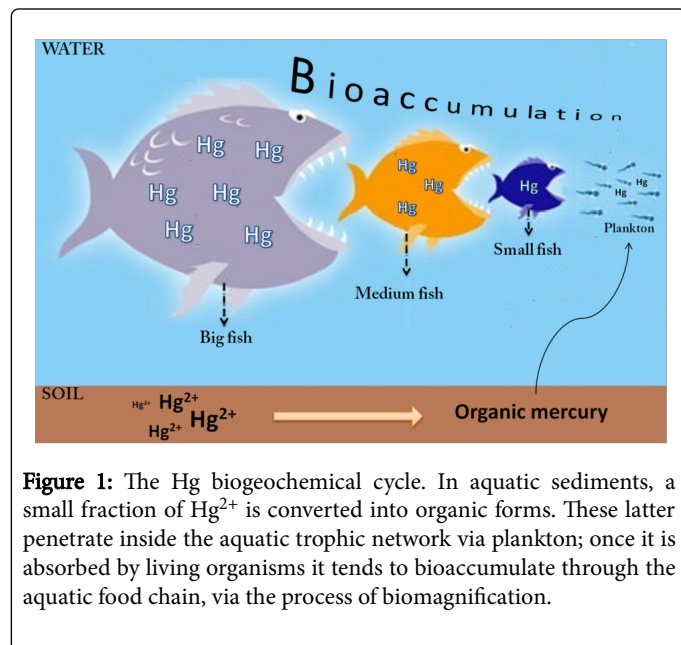 WATER
Bioaccumulation
Hg Hg
Hg Hg
Hg Hg
Hg
Hg
Hg
Hg
Hg
Hg
Plankton
Small fish
Medium fish
Big fish
SOIL
Hg²⁺ Hg²⁺
Hg²⁺ Hg²⁺
Organic mercury
Figure 1: The Hg biogeochemical cycle. In aquatic sediments, a
small fraction of Hg²⁺ is converted into organic forms. These latter
penetrate inside the aquatic trophic network via plankton; once it is
absorbed by living organisms it tends to bioaccumulate through the
aquatic food chain, via the process of biomagnification.